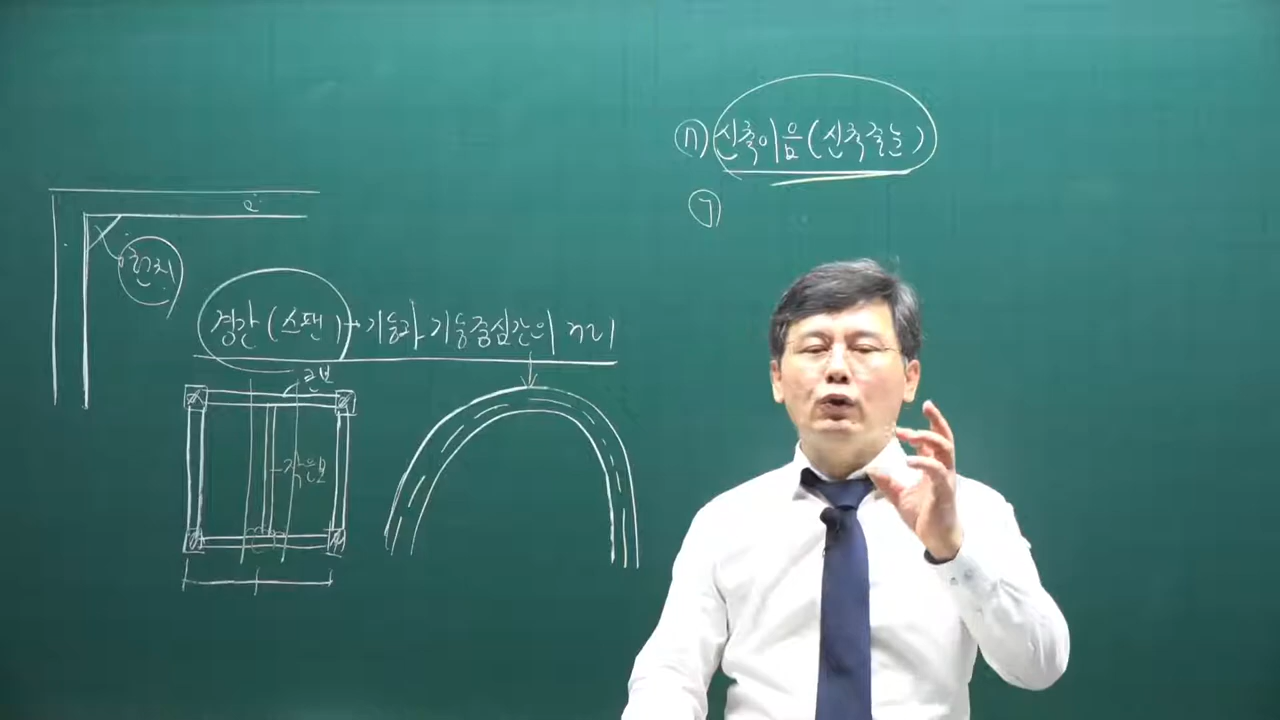 17) 신축이음(신축줄눈)
7)
헌치
경간(스팬) → 기둥과 기둥중심간의 거리
큰보
작은보